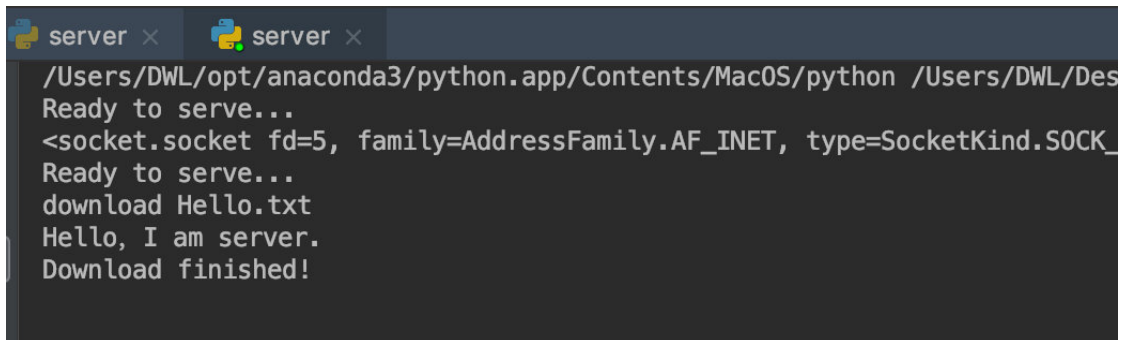 server × server ×
/Users/DWL/opt/anaconda3/python.app/Contents/MacOS/python /Users/DWL/Des
Ready to serve...
<socket.socket fd=5, family=AddressFamily.AF_INET, type=SocketKind.SOCK_
Ready to serve...
download Hello.txt
Hello, I am server.
Download finished!